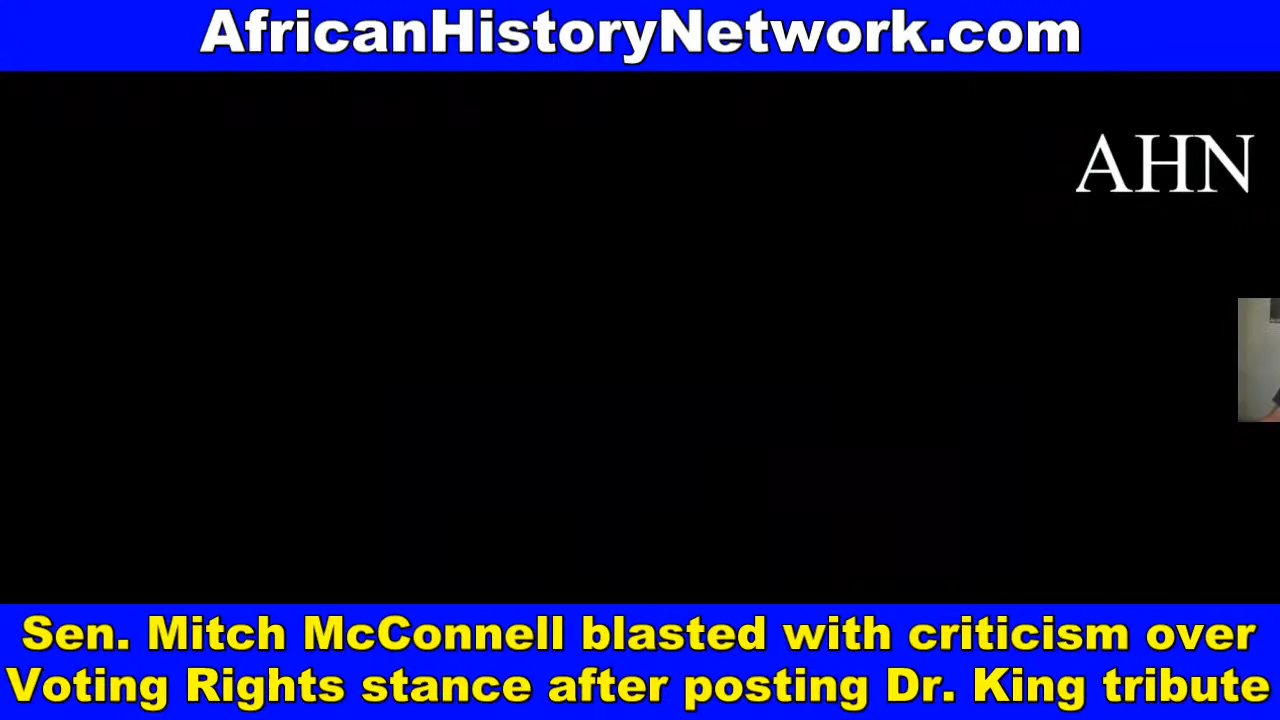 AfricanHistoryNetwork.com
AHN
Sen. Mitch McConnell blasted with criticism over
Voting Rights stance after posting Dr. King tribute